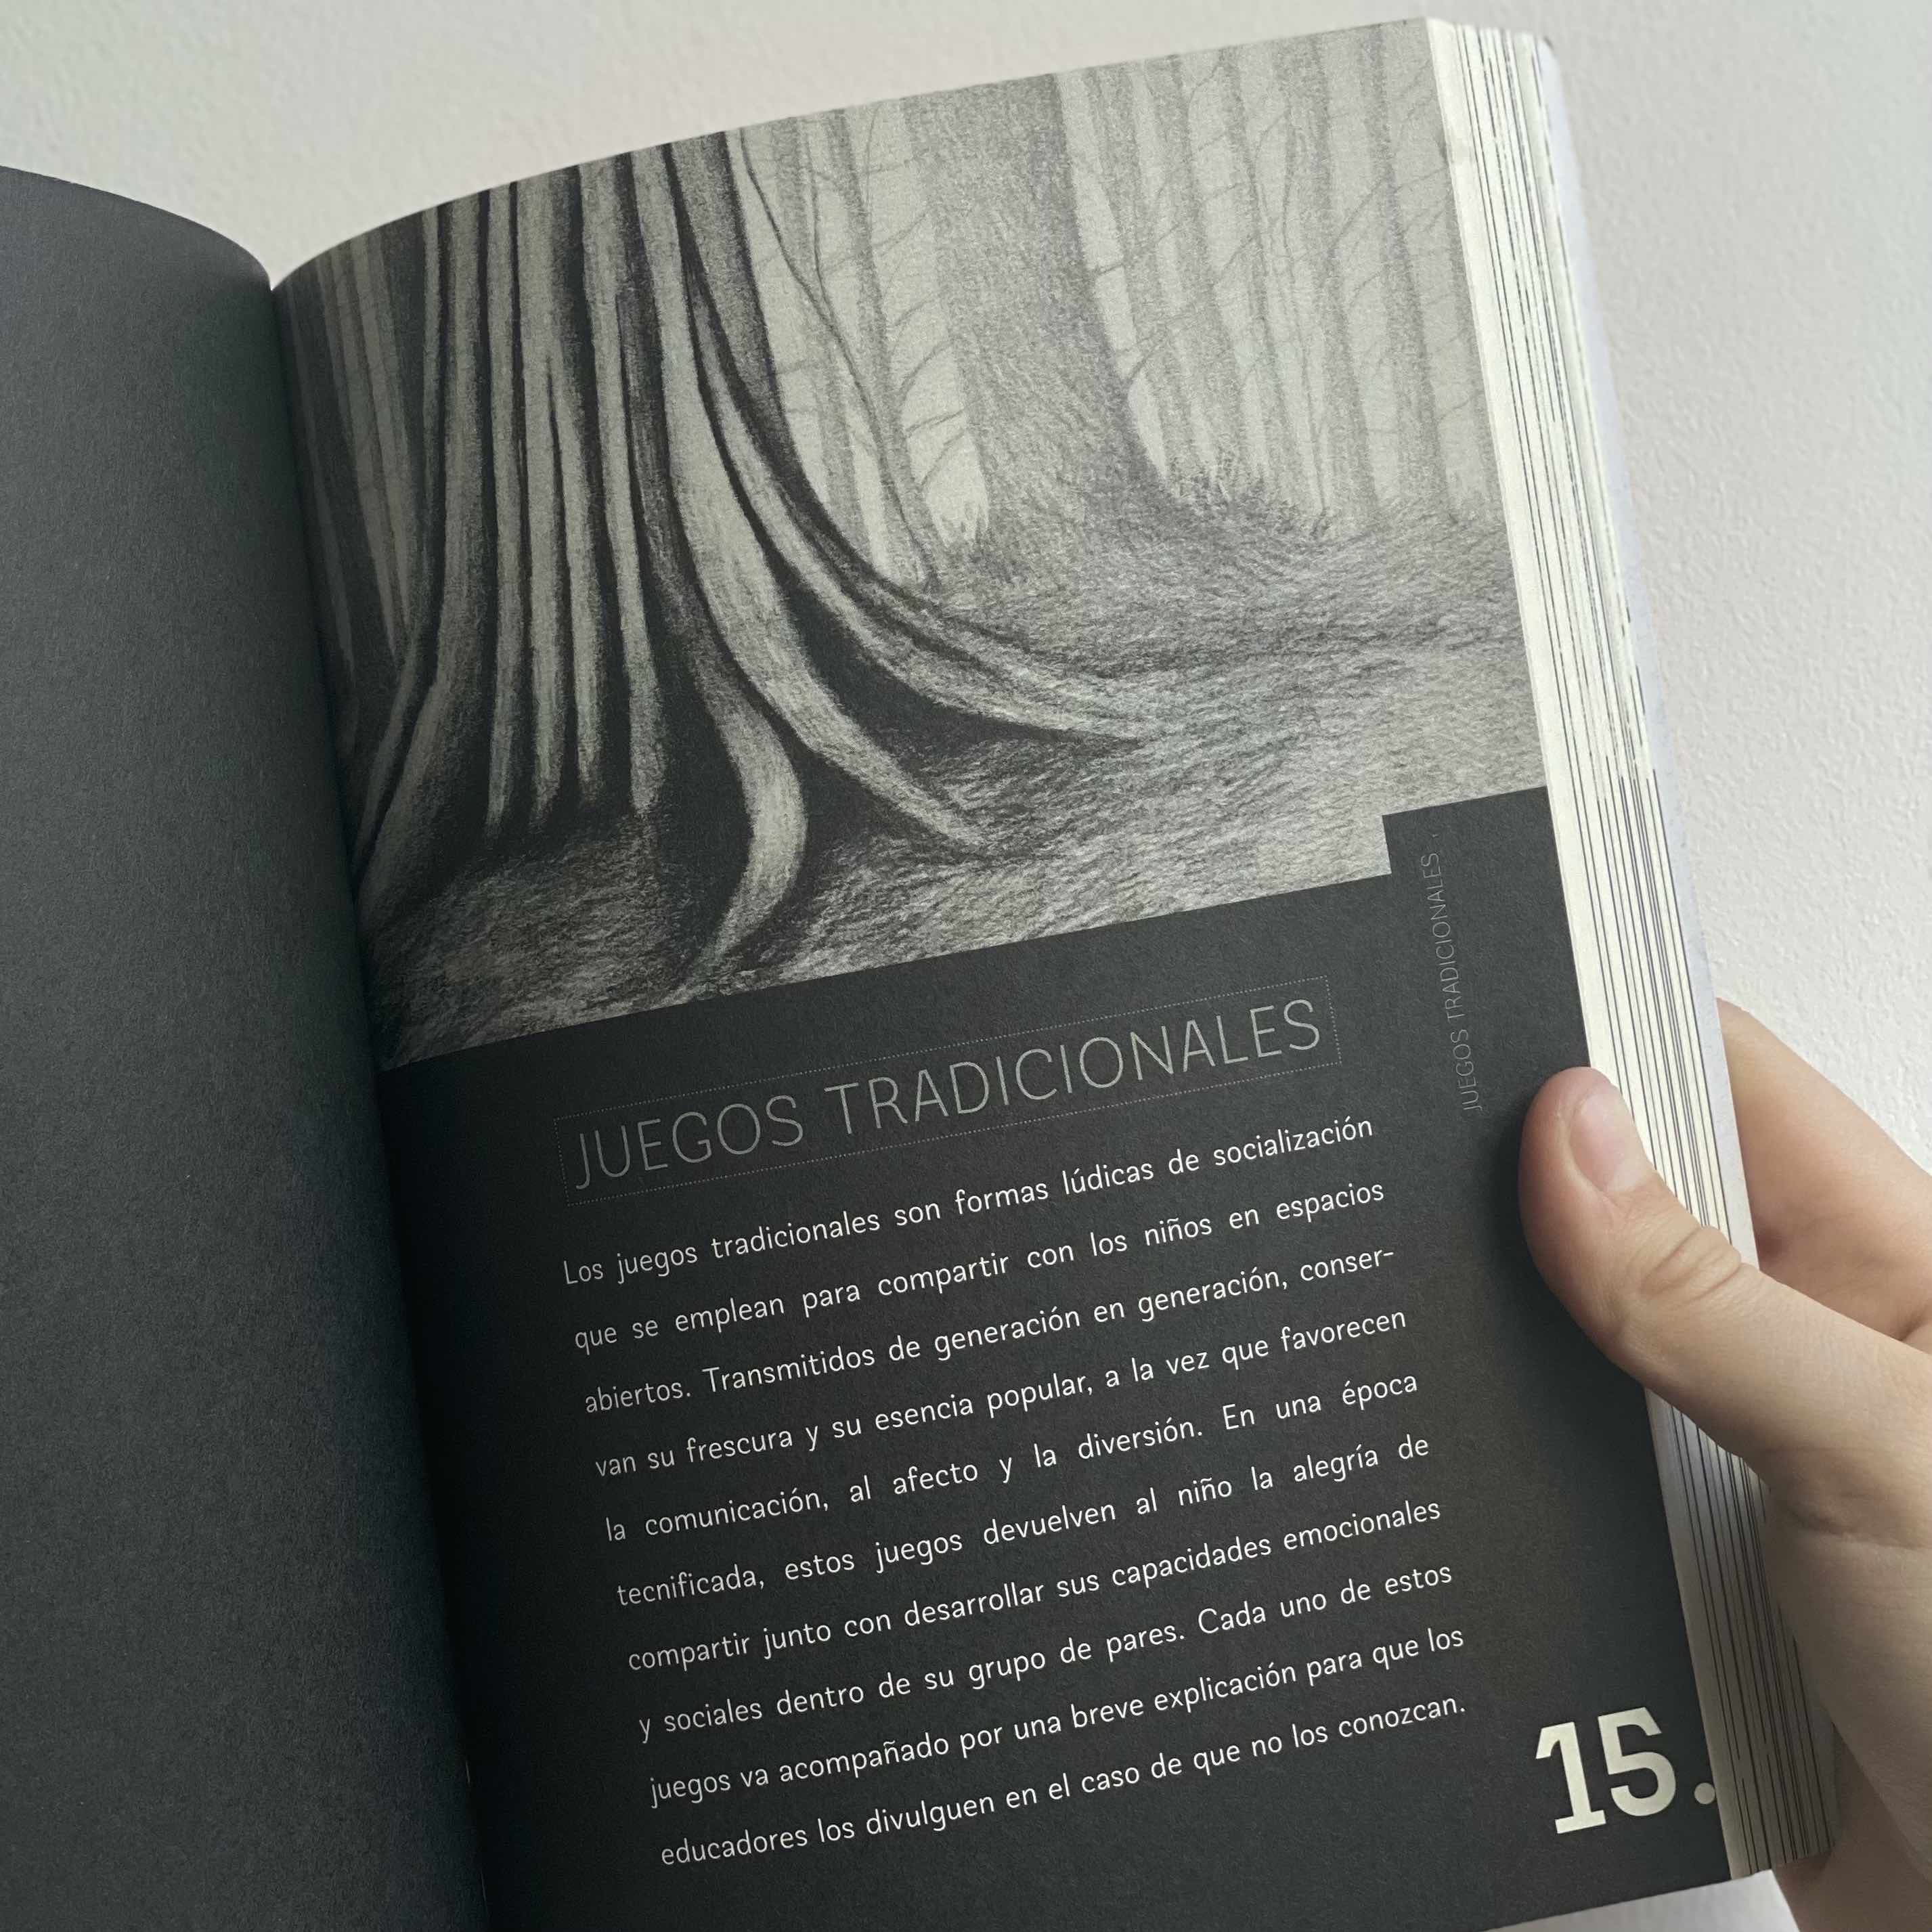 JUEGOS TRADICIONALES
JUEGOS TRADICIONALES
Los juegos tradicionales son formas lúdicas de socialización
que se emplean para compartir con los niños en espacios
abiertos. Transmitidos de generación en generación, conser-
van su frescura y su esencia popular, a la vez que favorecen
la comunicación, al afecto y la diversión. En una época
tecnificada, estos juegos devuelven al niño la alegría de
compartir junto con desarrollar sus capacidades emocionales
y sociales dentro de su grupo de pares. Cada uno de estos
juegos va acompañado por una breve explicación para que los
educadores los divulguen en el caso de que no los conozcan.
15.